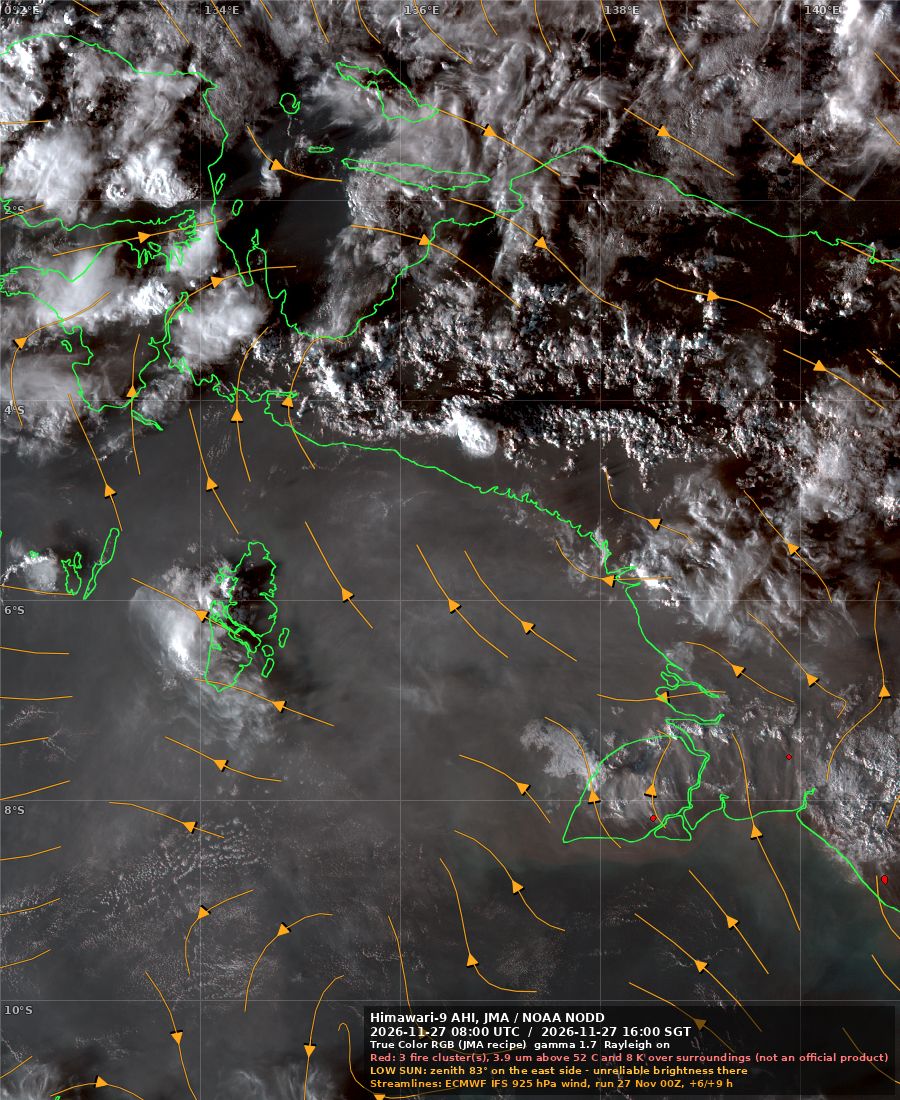 0°2°E 134°E 136°E 138°E 140°E
2°S
4°S
6°S
8°S
10°S
Himawari-9 AHI, JMA / NOAA NODD
2026-11-27 08:00 UTC / 2026-11-27 16:00 SGT
True Color RGB (JMA recipe) gamma 1.7 Rayleigh on
Red: 3 fire cluster(s), 3.9 um above 52 C and 8 K over surroundings (not an official product)
LOW SUN: zenith 83° on the east side - unreliable brightness there
Streamlines: ECMWF IFS 925 hPa wind, run 27 Nov 00Z, +6/+9 h